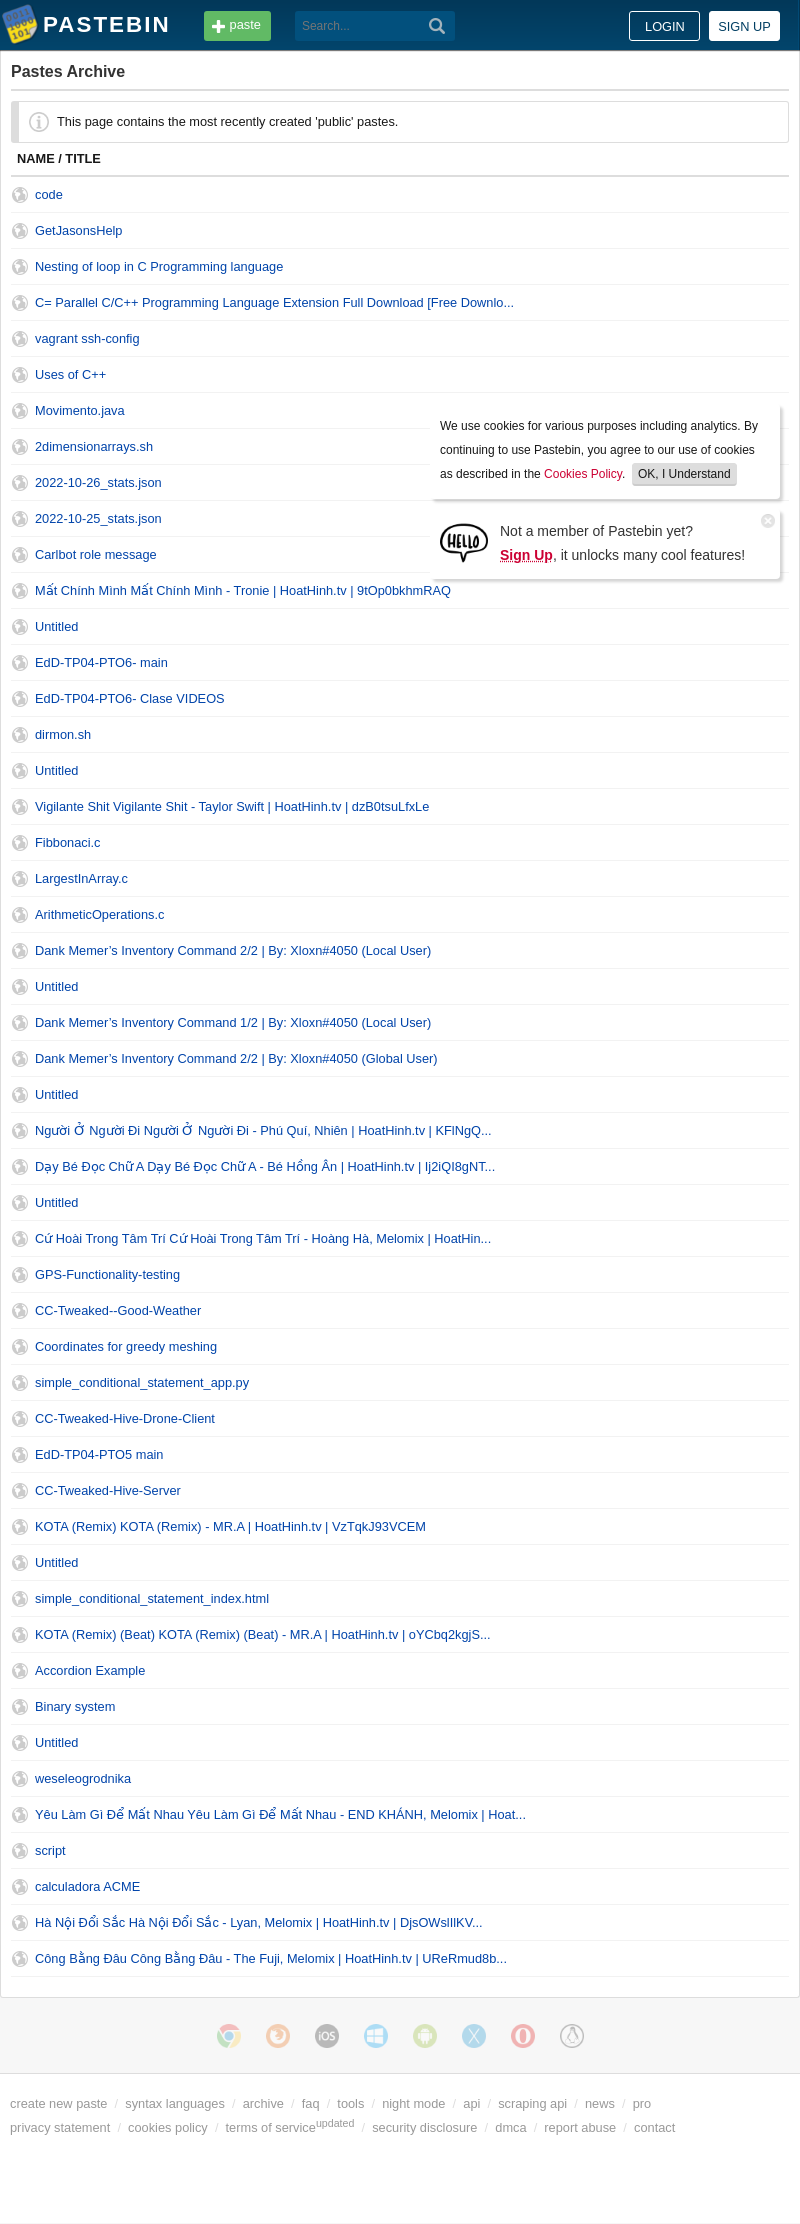 PASTEBIN
paste
Search...
LOGIN
SIGN UP
Pastes Archive
This page contains the most recently created 'public' pastes.
NAME / TITLE
code
GetJasonsHelp
Nesting of loop in C Programming language
C= Parallel C/C++ Programming Language Extension Full Download [Free Downlo...
vagrant ssh-config
Uses of C++
Movimento.java
2dimensionarrays.sh
2022-10-26_stats.json
2022-10-25_stats.json
Carlbot role message
We use cookies for various purposes including analytics. By
continuing to use Pastebin, you agree to our use of cookies
as described in the Cookies Policy. OK, I Understand
HELLO
Not a member of Pastebin yet?
Sign Up, it unlocks many cool features!
Mất Chính Mình Mất Chính Mình - Tronie | HoatHinh.tv | 9tOp0bkhmRAQ
Untitled
EdD-TP04-PTO6- main
EdD-TP04-PTO6- Clase VIDEOS
dirmon.sh
Untitled
Vigilante Shit Vigilante Shit - Taylor Swift | HoatHinh.tv | dzB0tsuLfxLe
Fibbonaci.c
LargestInArray.c
ArithmeticOperations.c
Dank Memer’s Inventory Command 2/2 | By: Xloxn#4050 (Local User)
Untitled
Dank Memer’s Inventory Command 1/2 | By: Xloxn#4050 (Local User)
Dank Memer’s Inventory Command 2/2 | By: Xloxn#4050 (Global User)
Untitled
Người Ở Người Đi Người Ở Người Đi - Phú Quí, Nhiên | HoatHinh.tv | KFlNgQ...
Dạy Bé Đọc Chữ A Dạy Bé Đọc Chữ A - Bé Hồng Ân | HoatHinh.tv | Ij2iQI8gNT...
Untitled
Cứ Hoài Trong Tâm Trí Cứ Hoài Trong Tâm Trí - Hoàng Hà, Melomix | HoatHin...
GPS-Functionality-testing
CC-Tweaked--Good-Weather
Coordinates for greedy meshing
simple_conditional_statement_app.py
CC-Tweaked-Hive-Drone-Client
EdD-TP04-PTO5 main
CC-Tweaked-Hive-Server
KOTA (Remix) KOTA (Remix) - MR.A | HoatHinh.tv | VzTqkJ93VCEM
Untitled
simple_conditional_statement_index.html
KOTA (Remix) (Beat) KOTA (Remix) (Beat) - MR.A | HoatHinh.tv | oYCbq2kgjS...
Accordion Example
Binary system
Untitled
weseleogrodnika
Yêu Làm Gì Để Mất Nhau Yêu Làm Gì Để Mất Nhau - END KHÁNH, Melomix | Hoat...
script
calculadora ACME
Hà Nội Đổi Sắc Hà Nội Đổi Sắc - Lyan, Melomix | HoatHinh.tv | DjsOWslIlKV...
Công Bằng Đâu Công Bằng Đâu - The Fuji, Melomix | HoatHinh.tv | UReRmud8b...
iOS
create new paste / syntax languages / archive / faq / tools / night mode / api / scraping api / news / pro
privacy statement / cookies policy / terms of service updated / security disclosure / dmca / report abuse / contact